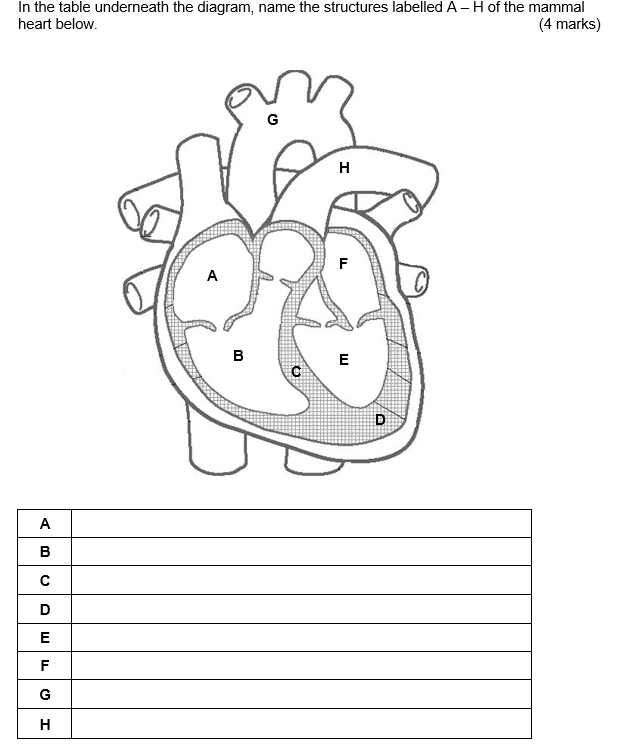 In the table underneath the diagram, name the structures labelled A – H of the mammal
heart below. (4 marks)
G
H
A
F
B
E
C
D
A
B
C
D
E
F
G
H